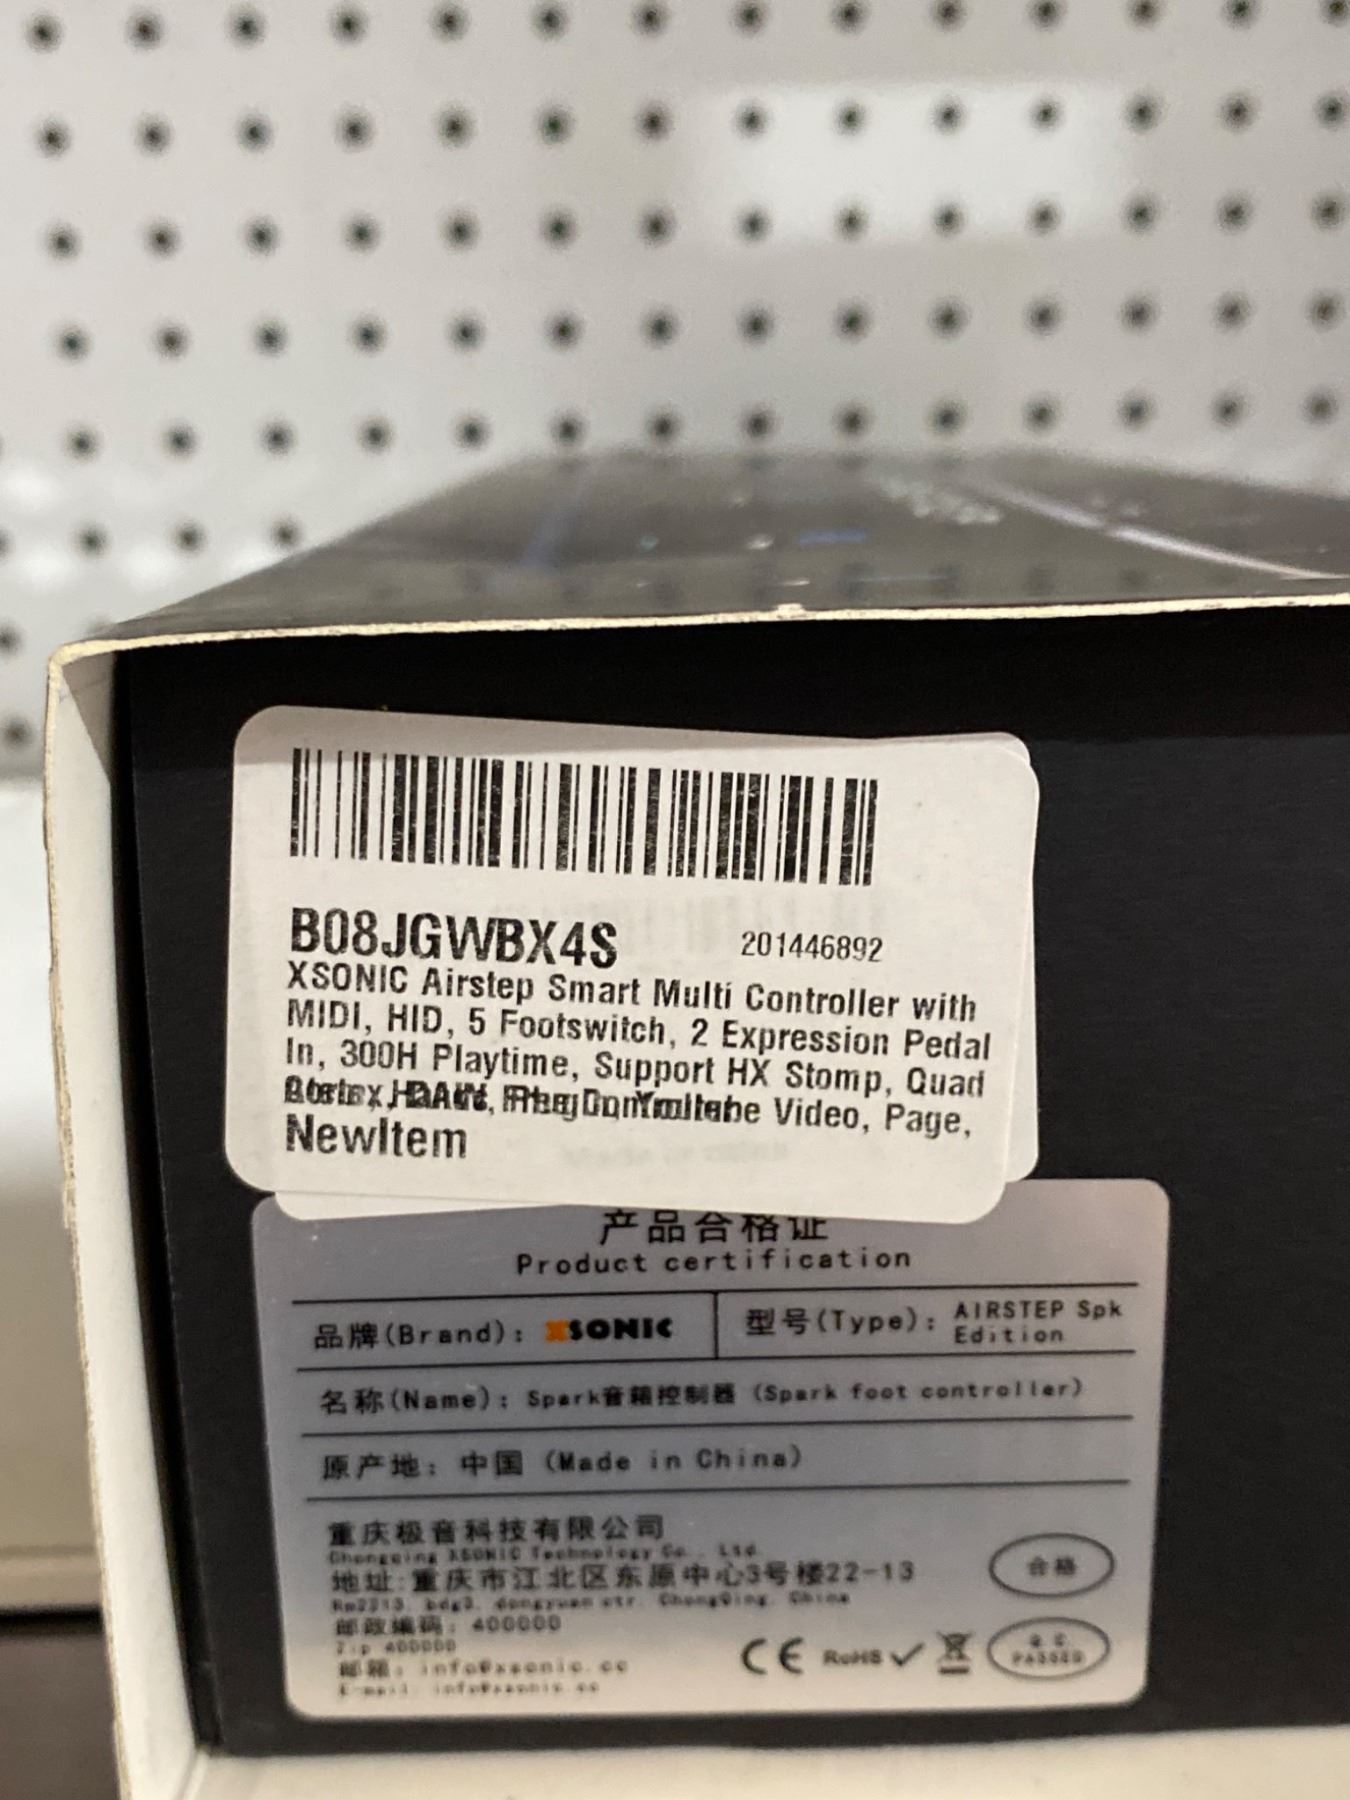 B08JGWBX4S 201446892
XSONIC Airstep Smart Multi Controller with
MIDI, HID, 5 Footswitch, 2 Expression Pedal
In, 300H Playtime, Support HX Stomp, Quad
Video, Page,
NewItem
产品合格证
Product certification
品牌(Brand): XSONIC 型号(Type): AIRSTEP Spk
Edition
名称(Name): Spark音箱控制器 (Spark foot controller)
原产地: 中国 (Made in China)
重庆极音科技有限公司
Chongqing XSONIC Technology Co., Ltd.
合格
地址:重庆市江北区东原中心3号楼22-13
Rm2213, bdg3, dongyuan str, ChongQing, China
邮政编码: 400000
Zip 400000
邮箱: info@xsonic.cc
E-mail: info@xsonic.cc
CE RoHS Q.C.
PASSED